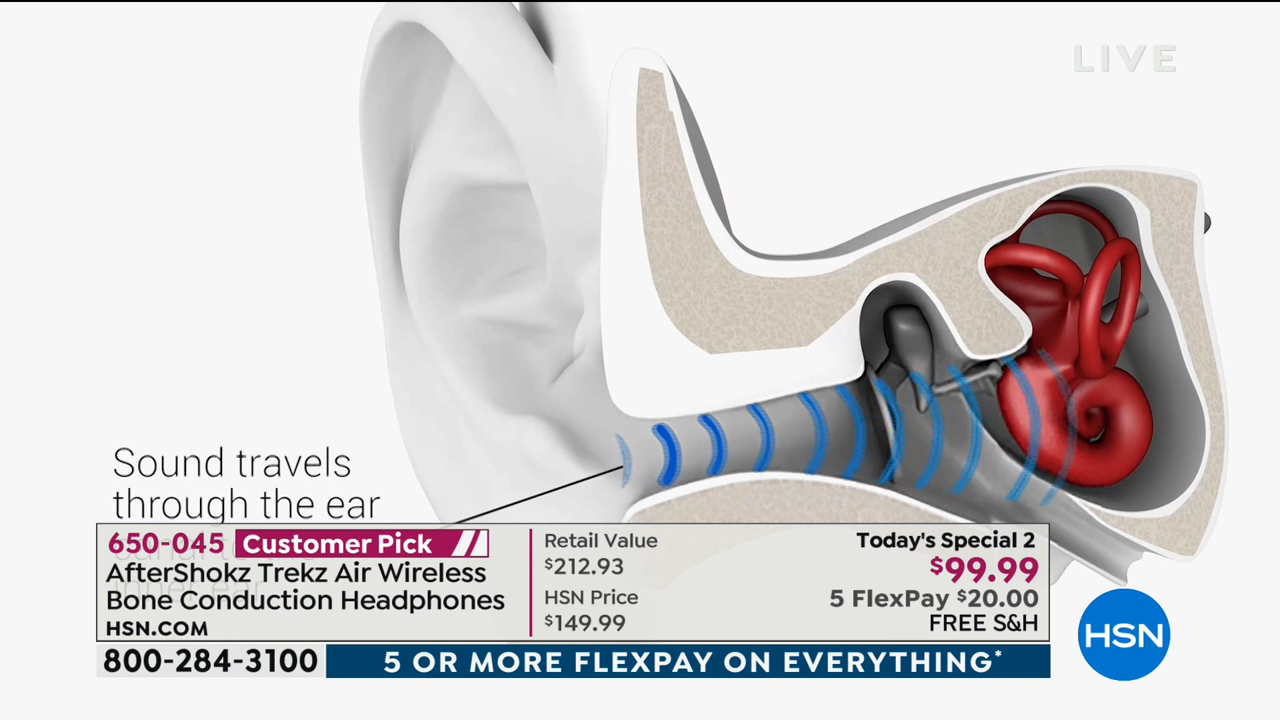 LIVE
Sound travels
through the ear
650-045 Customer Pick
AfterShokz Trekz Air Wireless
Bone Conduction Headphones
HSN.COM
Retail Value
$212.93
HSN Price
$149.99
Today's Special 2
$99.99
5 FlexPay $20.00
FREE S&H
800-284-3100
5 OR MORE FLEXPAY ON EVERYTHING*
HSN